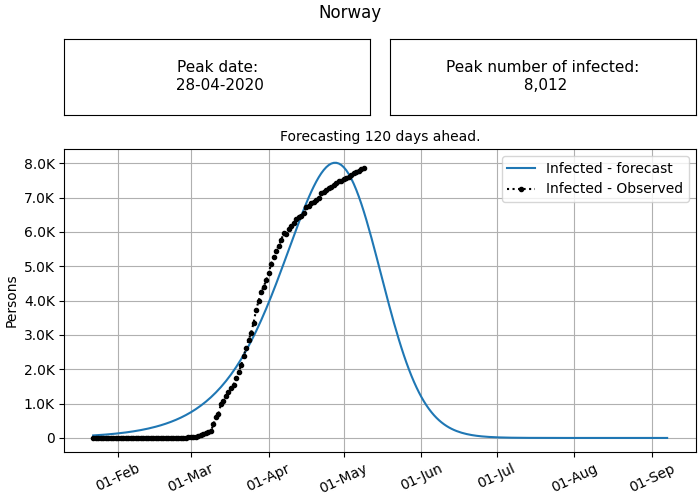 Norway
Peak date:
28-04-2020
Peak number of infected:
8,012
Forecasting 120 days ahead.
Infected - forecast
Infected - Observed
8.0K
7.0K
6.0K
5.0K
4.0K
3.0K
2.0K
1.0K
0
Persons
01-Feb
01-Mar
01-Apr
01-May
01-Jun
01-Jul
01-Aug
01-Sep